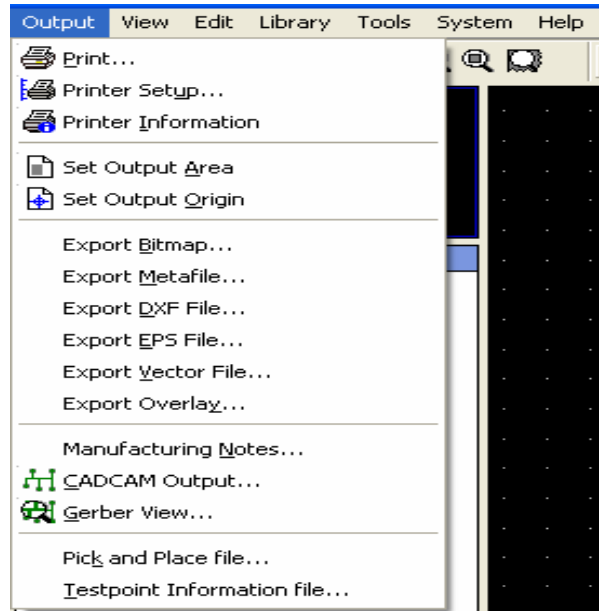 Output View Edit Library Tools System Help
Print...
Printer Setup...
Printer Information
Set Output Area
Set Output Origin
Export Bitmap...
Export Metafile...
Export DXF File...
Export EPS File...
Export Vector File...
Export Overlay...
Manufacturing Notes...
CADCAM Output...
Gerber View...
Pick and Place file...
Testpoint Information file...